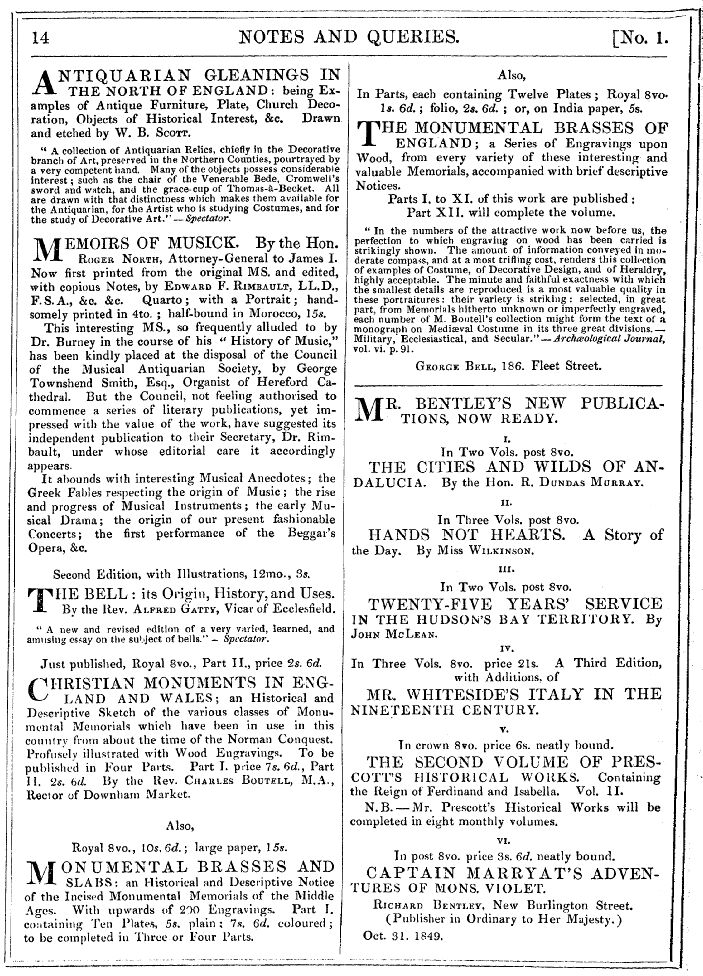 14 NOTES AND QUERIES. [No. 1.
ANTIQUARIAN GLEANINGS IN
THE NORTH OF ENGLAND: being Ex-
amples of Antique Furniture, Plate, Church Deco-
ration, Objects of Historical Interest, &c. Drawn
and etched by W. B. SCOTT.
" A collection of Antiquarian Relics, chiefly in the Decorative
branch of Art, preserved in the Northern Counties, pourtrayed by
a very competent hand. Many of the objects possess considerable
interest; such as the chair of the Venerable Bede, Cromwell's
sword and watch, and the grace-cup of Thomas-à-Becket. All
are drawn with that distinctness which makes them available for
the Antiquarian, for the Artist who is studying Costume, and for
the study of Decorative Art."—Spectator.
MEMOIRS OF MUSICK. By the Hon.
ROGER NORTH, Attorney-General to James I.
Now first printed from the original MS. and edited,
with copious Notes, by EDWARD F. RIMBAULT, LL.D.,
F.S.A., &c. &c. Quarto; with a Portrait; hand-
somely printed in 4to.; half-bound in Morocco, 15s.
This interesting MS., so frequently alluded to by
Dr. Burney in the course of his " History of Music,"
has been kindly placed at the disposal of the Council
of the Musical Antiquarian Society, by George
Townshend Smith, Esq., Organist of Hereford Ca-
thedral. But the Council, not feeling authorised to
commence a series of literary publications, yet im-
pressed with the value of the work, have suggested its
independent publication to their Secretary, Dr. Rim-
bault, under whose editorial care it accordingly
appears.
It abounds with interesting Musical Anecdotes; the
Greek Fables respecting the origin of Music; the rise
and progress of Musical Instruments; the early Mu-
sical Drama; the origin of our present fashionable
Concerts; the first performance of the Beggar's
Opera, &c.
Second Edition, with Illustrations, 12mo., 3s.
THE BELL: its Origin, History, and Uses.
By the Rev. ALFRED GATTY, Vicar of Ecclesfield.
" A new and revised edition of a very varied, learned, and
amusing essay on the subject of bells."—Spectator.
Just published, Royal 8vo., Part II., price 2s. 6d.
CHRISTIAN MONUMENTS IN ENG-
LAND AND WALES; an Historical and
Descriptive Sketch of the various classes of Monu-
mental Memorials which have been in use in this
country from about the time of the Norman Conquest.
Profusely illustrated with Wood Engravings. To be
published in Four Parts. Part I. price 7s. 6d., Part
II. 2s. 6d. By the Rev. CHARLES BOUTELL, M.A.,
Rector of Downham Market.
Also,
Royal 8vo., 10s. 6d.; large paper, 15s.
MONUMENTAL BRASSES AND
SLABS: an Historical and Descriptive Notice
of the Incised Monumental Memorials of the Middle
Ages. With upwards of 200 Engravings. Part I.
containing Ten Plates, 5s. plain; 7s. 6d. coloured;
to be completed in Three or Four Parts.
Also,
In Parts, each containing Twelve Plates; Royal 8vo.
1s. 6d.; folio, 2s. 6d.; or, on India paper, 5s.
THE MONUMENTAL BRASSES OF
ENGLAND; a Series of Engravings upon
Wood, from every variety of these interesting and
valuable Memorials, accompanied with brief descriptive
Notices.
Parts I. to XI. of this work are published:
Part XII. will complete the volume.
" In the numbers of the attractive work now before us, the
perfection to which engraving on wood has been carried is
strikingly shown. The amount of information conveyed in mo-
derate compass, and at a most trifling cost, renders this collection
of examples of Costume, of Decorative Design, and of Heraldry,
highly acceptable. The minute and faithful exactness with which
the smallest details are reproduced is a most valuable quality in
these portraitures: their variety is striking: selected, in great
part, from Memorials hitherto unknown or imperfectly engraved,
each number of M. Boutell's collection might form the text of a
monograph on Mediæval Costume in its three great divisions.—
Military, Ecclesiastical, and Secular."—Archæological Journal,
vol. vi. p. 91.
GEORGE BELL, 186. Fleet Street.
MR. BENTLEY'S NEW PUBLICA-
TIONS, NOW READY.
I.
In Two Vols. post 8vo.
THE CITIES AND WILDS OF AN-
DALUCIA. By the Hon. R. DUNDAS MURRAY.
II.
In Three Vols. post 8vo.
HANDS NOT HEARTS. A Story of
the Day. By Miss WILKINSON.
III.
In Two Vols. post 8vo.
TWENTY-FIVE YEARS' SERVICE
IN THE HUDSON'S BAY TERRITORY. By
JOHN MCLEAN.
IV.
In Three Vols. 8vo. price 21s. A Third Edition,
with Additions, of
MR. WHITESIDE'S ITALY IN THE
NINETEENTH CENTURY.
V.
In crown 8vo. price 6s. neatly bound.
THE SECOND VOLUME OF PRES-
COTT'S HISTORICAL WORKS. Containing
the Reign of Ferdinand and Isabella. Vol. II.
N.B.—Mr. Prescott's Historical Works will be
completed in eight monthly volumes.
VI.
In post 8vo. price 3s. 6d. neatly bound.
CAPTAIN MARRYAT'S ADVEN-
TURES OF MONS. VIOLET.
RICHARD BENTLEY, New Burlington Street.
(Publisher in Ordinary to Her Majesty.)
Oct. 31. 1849.